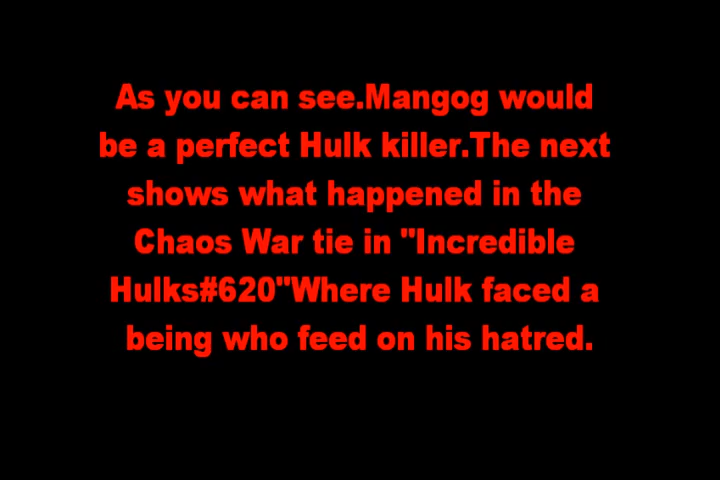 As you can see.Mangog would
be a perfect Hulk killer.The next
shows what happened in the
Chaos War tie in "Incredible
Hulks#620"Where Hulk faced a
being who feed on his hatred.